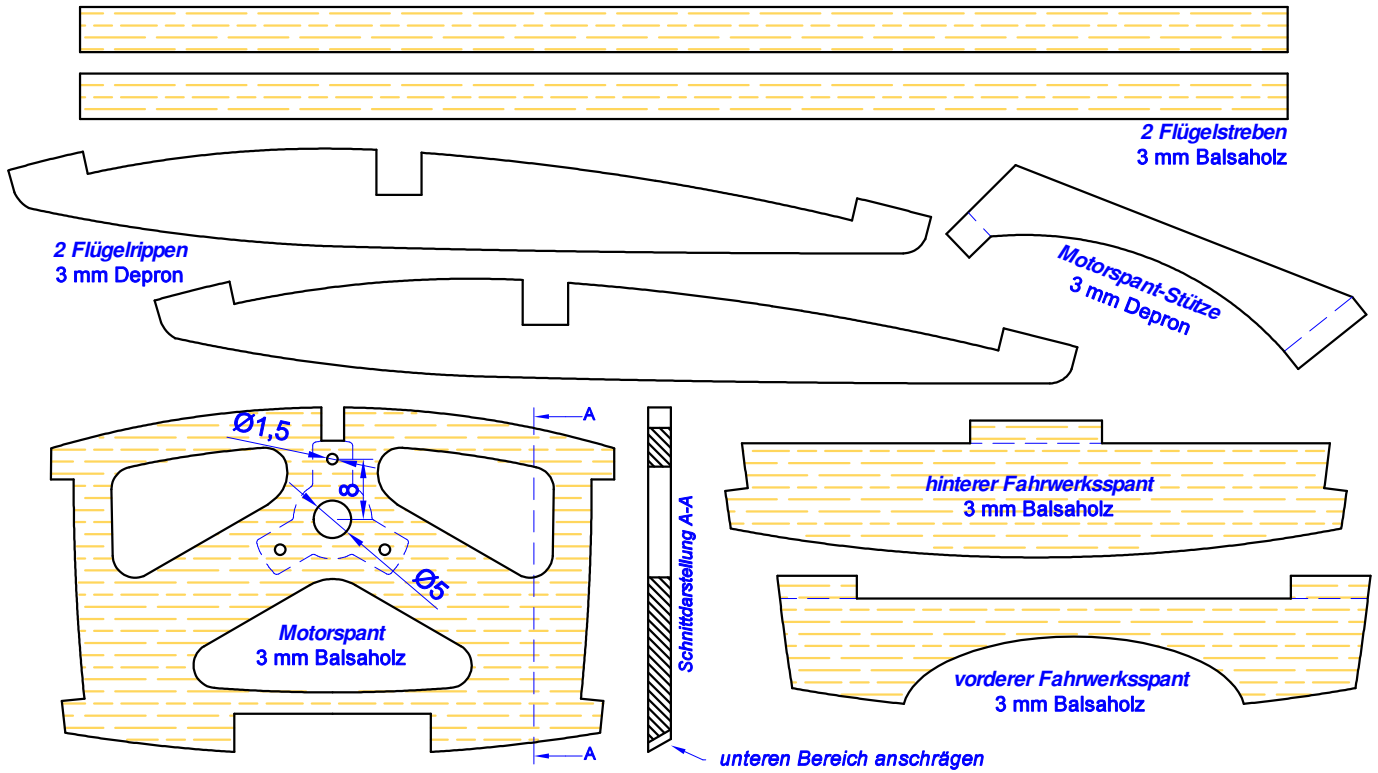 2 Flügelstreben
3 mm Balsaholz
2 Flügelrippen
3 mm Depron
Motorspant-Stütze
3 mm Depron
Ø1,5
8
Ø5
A
A
Motorspant
3 mm Balsaholz
Schnittdarstellung A-A
unteren Bereich anschrägen
hinterer Fahrwerksspant
3 mm Balsaholz
vorderer Fahrwerksspant
3 mm Balsaholz